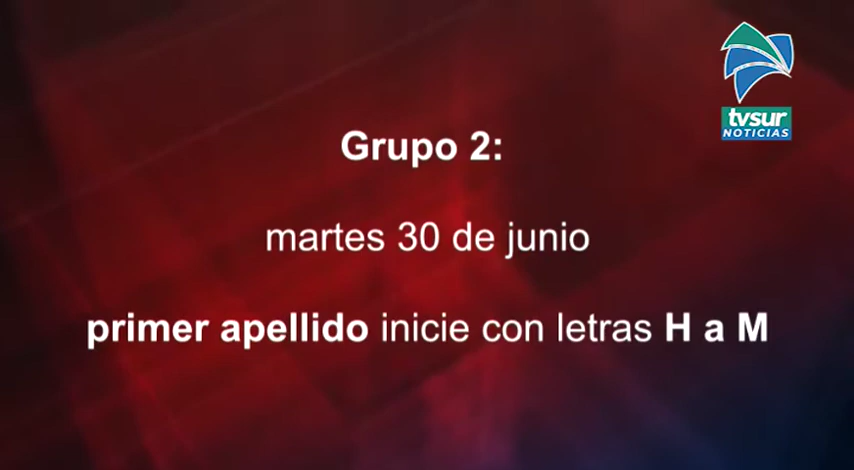 tvsur
NOTICIAS
Grupo 2:
martes 30 de junio
primer apellido inicie con letras H a M